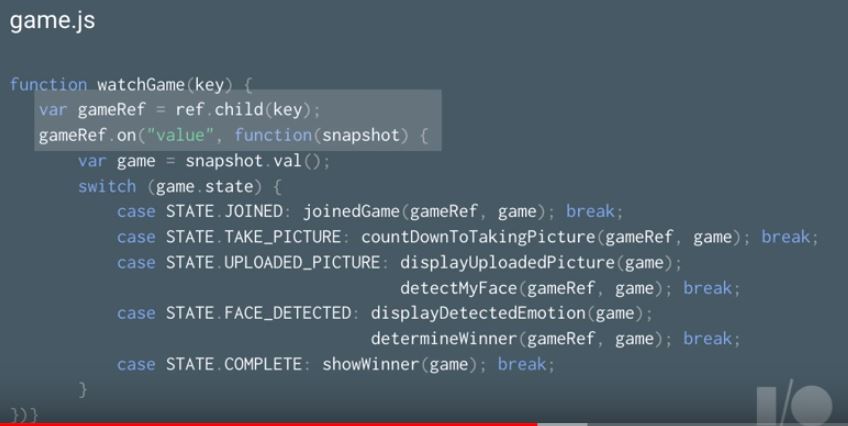 game.js
function watchGame(key) {
var gameRef = ref.child(key);
gameRef.on("value", function(snapshot) {
var game = snapshot.val();
switch (game.state) {
case STATE.JOINED: joinedGame(gameRef, game); break;
case STATE.TAKE_PICTURE: countDownToTakingPicture(gameRef, game); break;
case STATE.UPLOADED_PICTURE: displayUploadedPicture(game);
detectMyFace(gameRef, game); break;
case STATE.FACE_DETECTED: displayDetectedEmotion(game);
determineWinner(gameRef, game); break;
case STATE.COMPLETE: showWinner(game); break;
}
})}
I/O